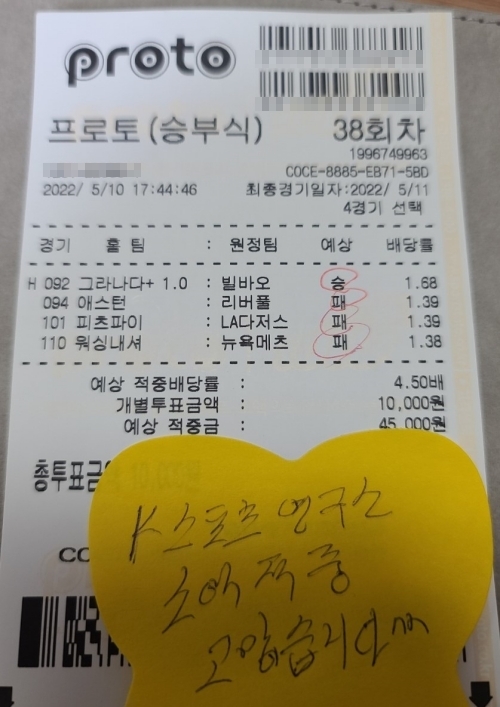 proto
프로토(승부식) 38회차
1996749963
COCE-8885-EB71-5BD
2022/ 5/10 17:44:46 최종경기일자:2022/ 5/11
4경기 선택
경기 홈 팀 : 원정팀 예상 배당률
H 092 그라나다+ 1.0 : 빌바오 승 1.68
094 애스턴 : 리버풀 패 1.39
101 피츠파이 : LA다저스 패 1.39
110 워싱내셔 : 뉴욕메츠 패 1.38
예상 적중배당률 : 4.50배
개별투표금액 : 10,000원
예상 적중금 : 45,000원
총투표금
K스포츠 연구소
소액 적중
고맙습니다